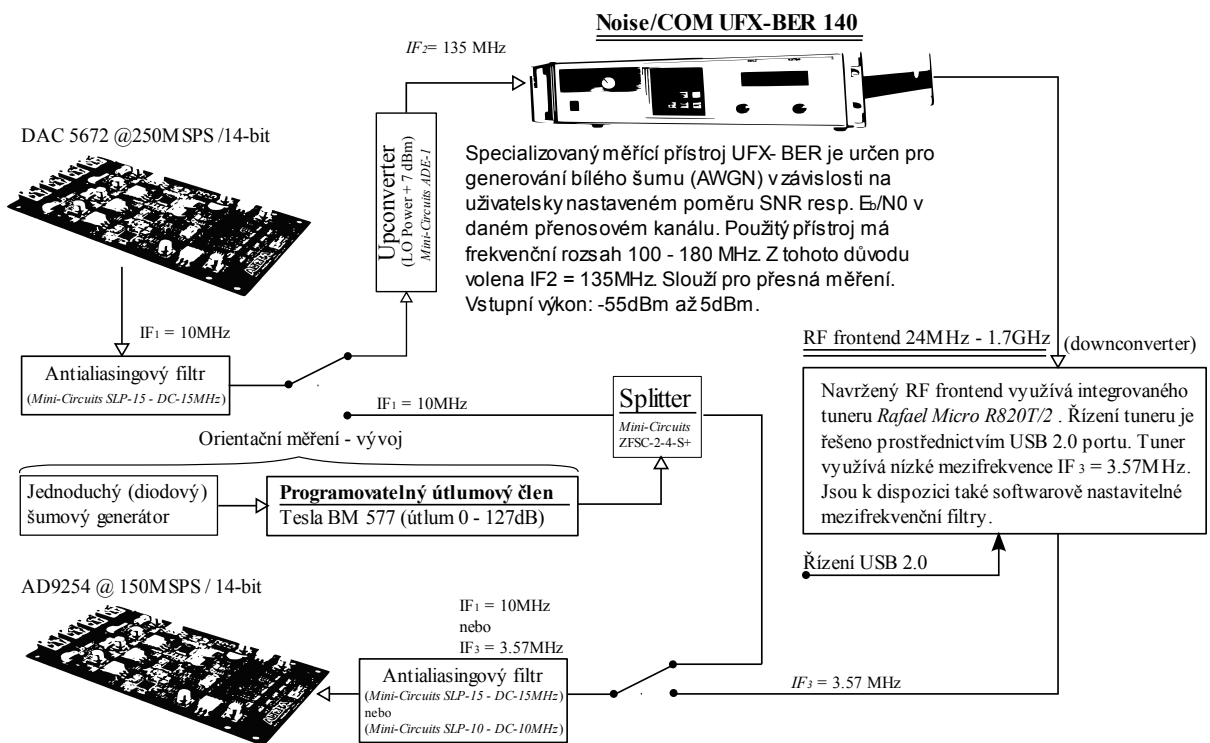 Noise/COM UFX-BER 140
IF2= 135 MHz
DAC 5672 @250MSPS /14-bit
Upconverter
(LO Power + 7 dBm)
Mini-Circuits ADE-1
Specializovaný měřící přístroj UFX- BER je určen pro
generování bílého šumu (AWGN) v závislosti na
uživatelsky nastaveném poměru SNR resp. Eb/N0 v
daném přenosovém kanálu. Použitý přístroj má
frekvenční rozsah 100 - 180 MHz. Z tohoto důvodu
volena IF2 = 135MHz. Slouží pro přesná měření.
Vstupní výkon: -55dBm až 5dBm.
IF1 = 10MHz
Antialiasingový filtr
(Mini-Circuits SLP-15 - DC-15MHz)
RF frontend 24MHz - 1.7GHz
(downconverter)
Navržený RF frontend využívá integrovaného
tuneru Rafael Micro R820T/2 . Řízení tuneru je
řešeno prostřednictvím USB 2.0 portu. Tuner
využívá nízké mezifrekvence IF3 = 3.57MHz.
Jsou k dispozici také softwarově nastavitelné
mezifrekvenční filtry.
IF1 = 10MHz
Splitter
Mini-Circuits
ZFSC-2-4-S+
Orientační měření - vývoj
Jednoduchý (diodový)
šumový generátor
Programovatelný útlumový člen
Tesla BM 577 (útlum 0 - 127dB)
Řízení USB 2.0
AD9254 @ 150MSPS / 14-bit
IF1 = 10MHz
nebo
IF3 = 3.57MHz
Antialiasingový filtr
(Mini-Circuits SLP-15 - DC-15MHz)
nebo
(Mini-Circuits SLP-10 - DC-10MHz)
IF3 = 3.57 MHz